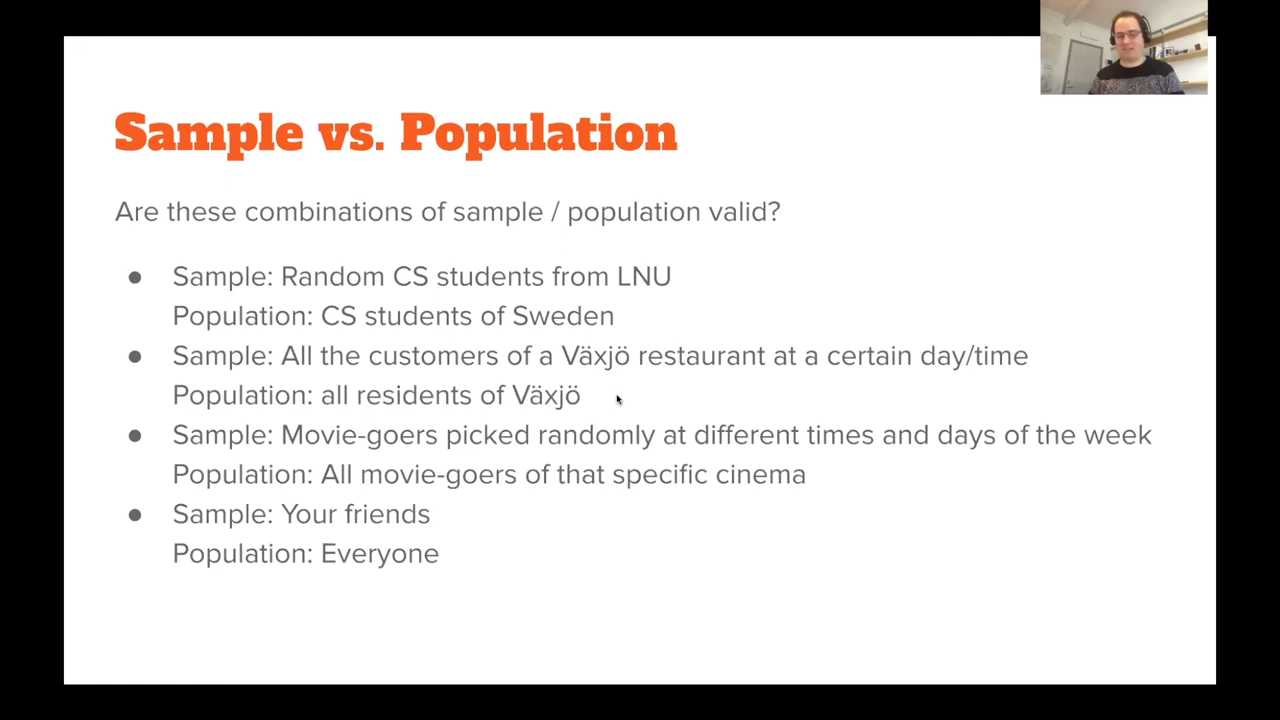 Sample vs. Population
Are these combinations of sample / population valid?
● Sample: Random CS students from LNU
Population: CS students of Sweden
● Sample: All the customers of a Växjö restaurant at a certain day/time
Population: all residents of Växjö
● Sample: Movie-goers picked randomly at different times and days of the week
Population: All movie-goers of that specific cinema
● Sample: Your friends
Population: Everyone